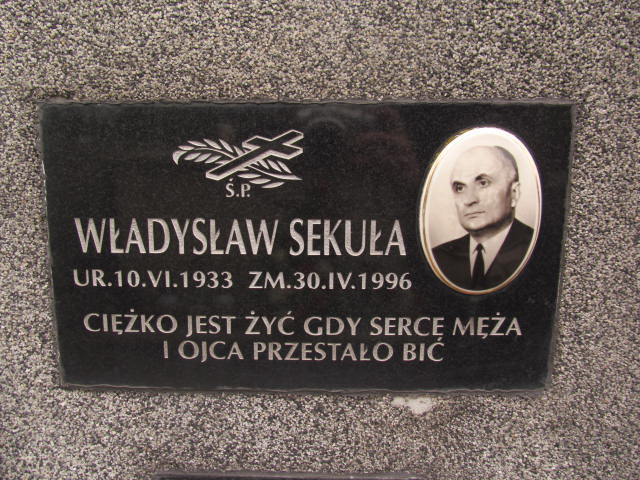 Ś.P.
WŁADYSŁAW SEKUŁA
UR.10.VI.1933 ZM.30.IV.1996
CIĘŻKO JEST ŻYĆ GDY SERCE MĘŻA
I OJCA PRZESTAŁO BIĆ